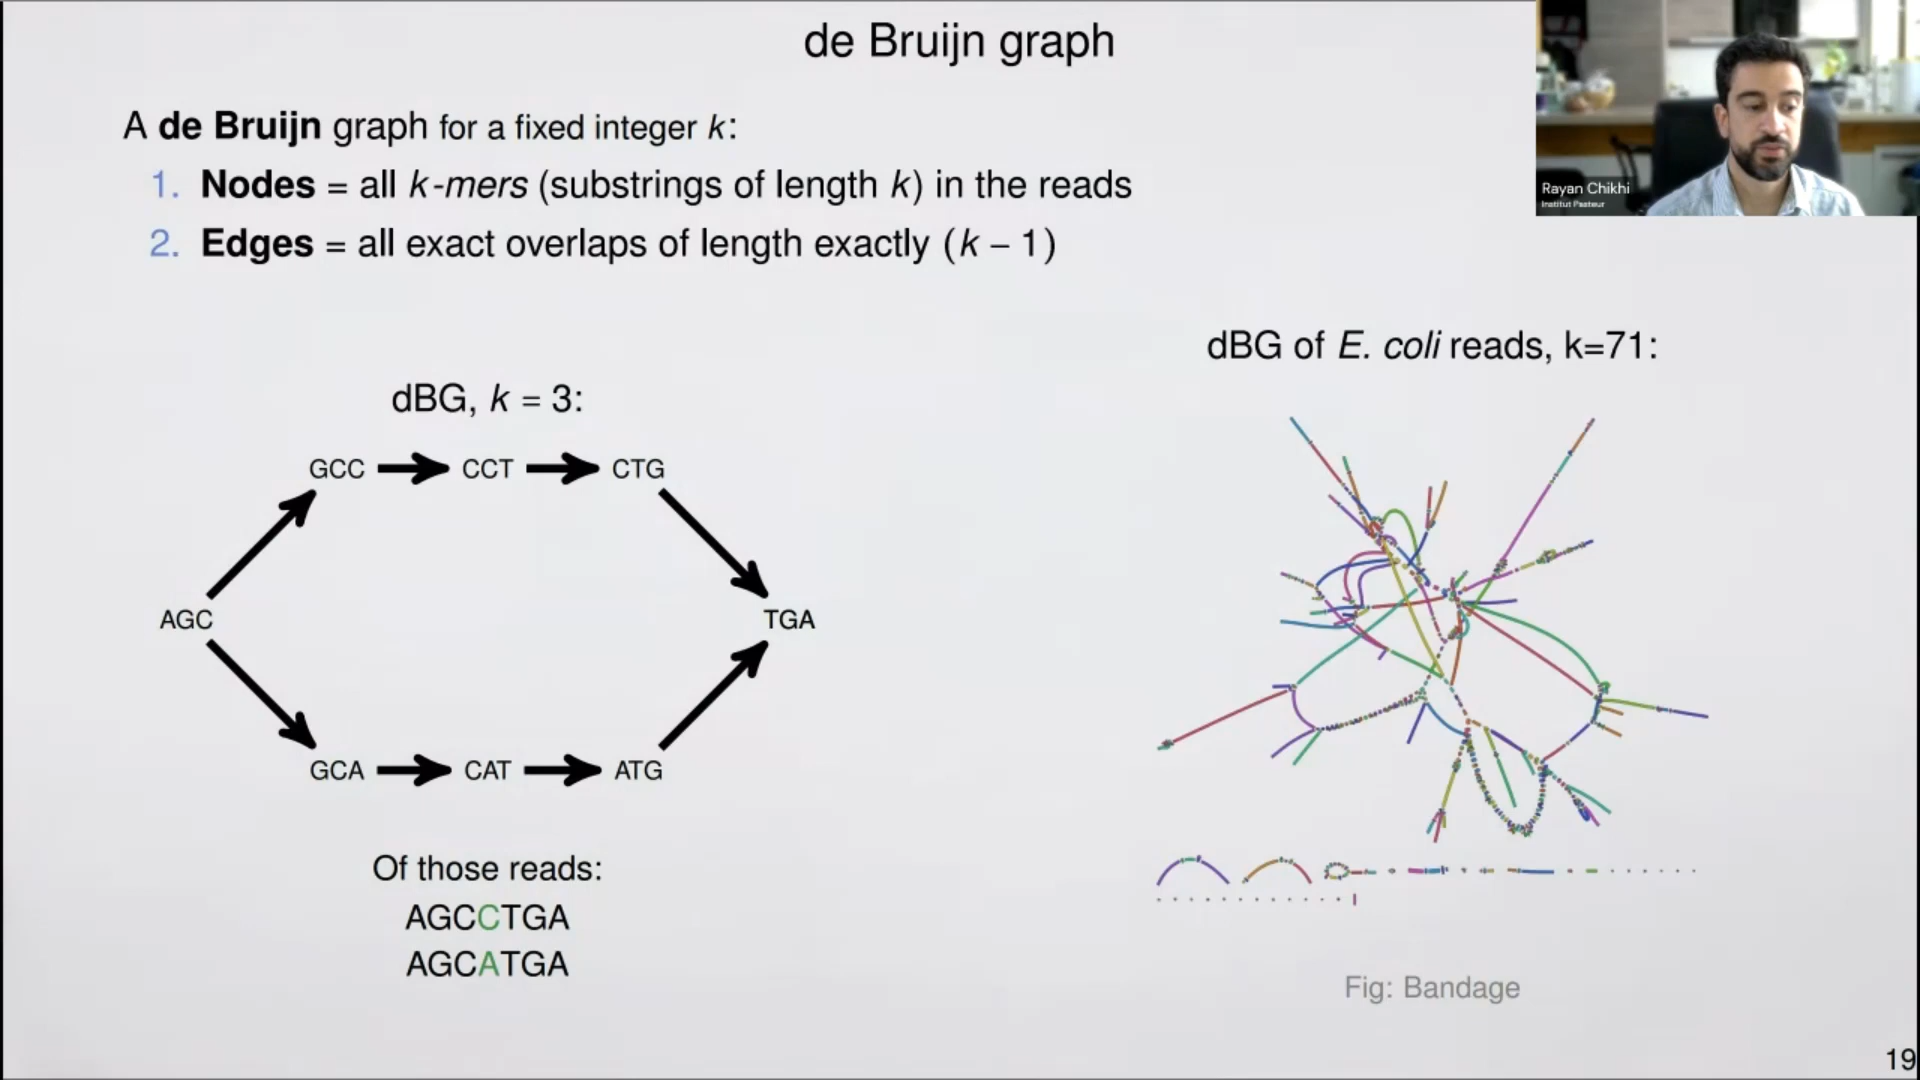 de Bruijn graph
A de Bruijn graph for a fixed integer k:
1. Nodes = all k-mers (substrings of length k) in the reads
2. Edges = all exact overlaps of length exactly (k – 1)
Rayan Chikhi
Institut Pasteur
dBG, k = 3:
GCC CCT CTG
AGC TGA
GCA CAT ATG
Of those reads:
AGCCTGA
AGCATGA
dBG of E. coli reads, k=71:
Fig: Bandage
19